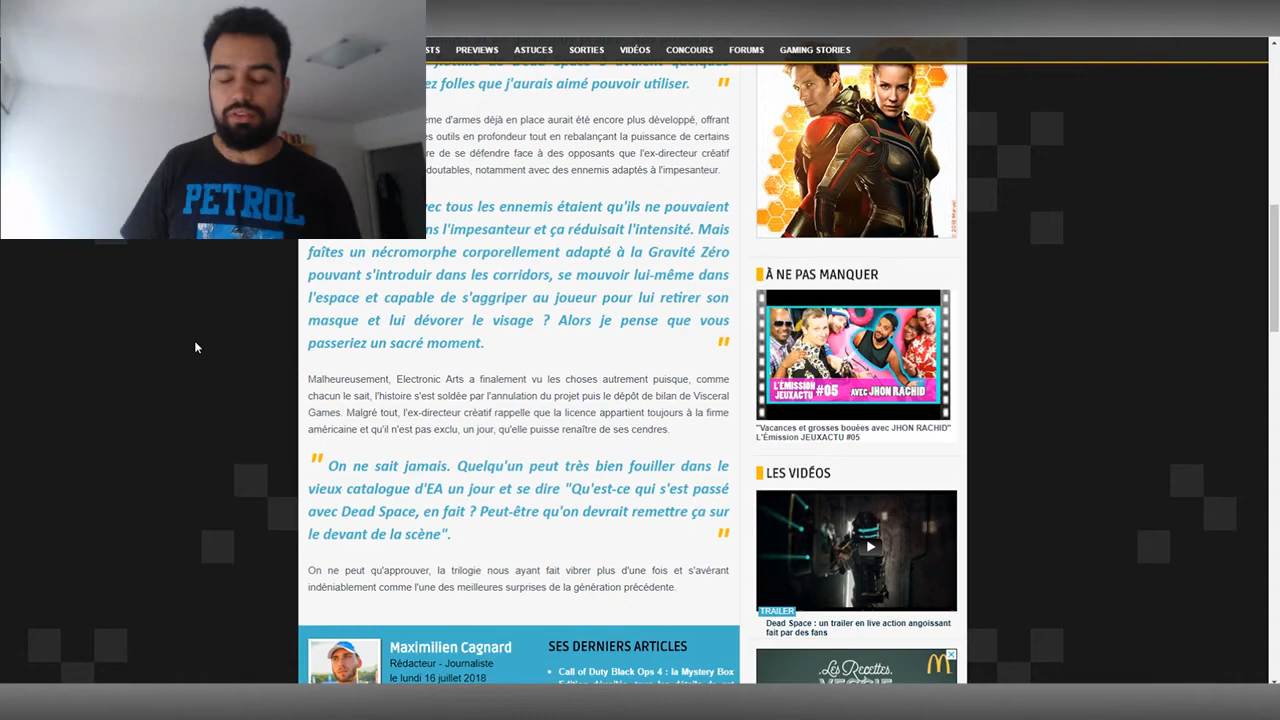 STS PREVIEWS ASTUCES SORTIES VIDÉOS CONCOURS FORUMS GAMING STORIES
PETROL
folles que j'aurais aimé pouvoir utiliser. "
d'armes déjà en place aurait été encore plus développé, offrant
outils en profondeur tout en rebalançant la puissance de certains
de se défendre face à des opposants que l'ex-directeur créatif
notamment avec des ennemis adaptés à l'impesanteur.
tous les ennemis étaient qu'ils ne pouvaient
l'impesanteur et ça réduisait l'intensité. Mais
faîtes un nécromorphe corporellement adapté à la Gravité Zéro
pouvant s'introduir dans les corridors, se mouvoir lui-même dans
l'espace et capable de s'aggriper au joueur pour lui retirer son
masque et lui dévorer le visage ? Alors je pense que vous
passeriez un sacré moment. "
Malheureusement, Electronic Arts a finalement vu les choses autrement puisque, comme
chacun le sait, l'histoire s'est soldée par l'annulation du projet puis le dépôt de bilan de Visceral
Games. Malgré tout, l'ex-directeur créatif rappelle que la licence appartient toujours à la firme
américaine et qu'il n'est pas exclu, un jour, qu'elle puisse renaître de ses cendres.
" On ne sait jamais. Quelqu'un peut très bien fouiller dans le
vieux catalogue d'EA un jour et se dire "Qu'est-ce qui s'est passé
avec Dead Space, en fait ? Peut-être qu'on devrait remettre ça sur
le devant de la scène". "
On ne peut qu'approuver, la trilogie nous ayant fait vibrer plus d'une fois et s'avérant
indéniablement comme l'une des meilleures surprises de la génération précédente.
Maximilien Cagnard
Rédacteur - Journaliste
le lundi 16 juillet 2018
SES DERNIERS ARTICLES
• Call of Duty Black Ops 4 : la Mystery Box
À NE PAS MANQUER
L'ÉMISSION
JEUXACTU #05
AVEC JHON RACHID
"Vacances et grosses bouées avec JHON RACHID"
L'Émission JEUXACTU #05
LES VIDÉOS
TRAILER
Dead Space : un trailer en live action angoissant
fait par des fans
Les Recettes